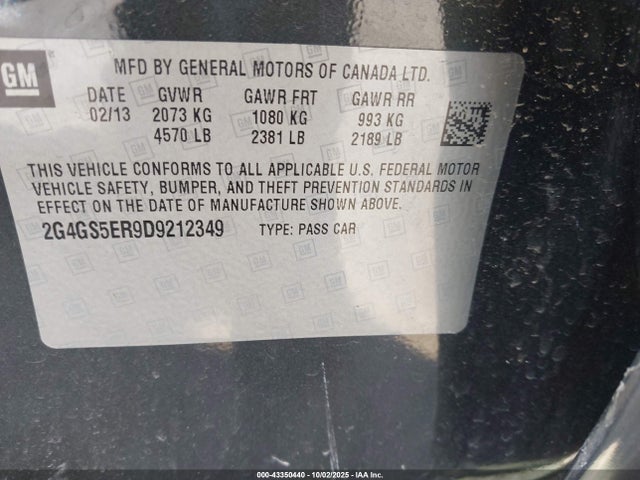 GM
MFD BY GENERAL MOTORS OF CANADA LTD.
DATE GVWR GAWR FRT GAWR RR
02/13 2073 KG 1080 KG 993 KG
4570 LB 2381 LB 2189 LB
THIS VEHICLE CONFORMS TO ALL APPLICABLE U.S. FEDERAL MOTOR
VEHICLE SAFETY, BUMPER, AND THEFT PREVENTION STANDARDS IN
EFFECT ON THE DATE OF MANUFACTURE SHOWN ABOVE.
2G4GS5ER9D9212349 TYPE: PASS CAR
000-43350440 - 10/02/2025 - IAA Inc.